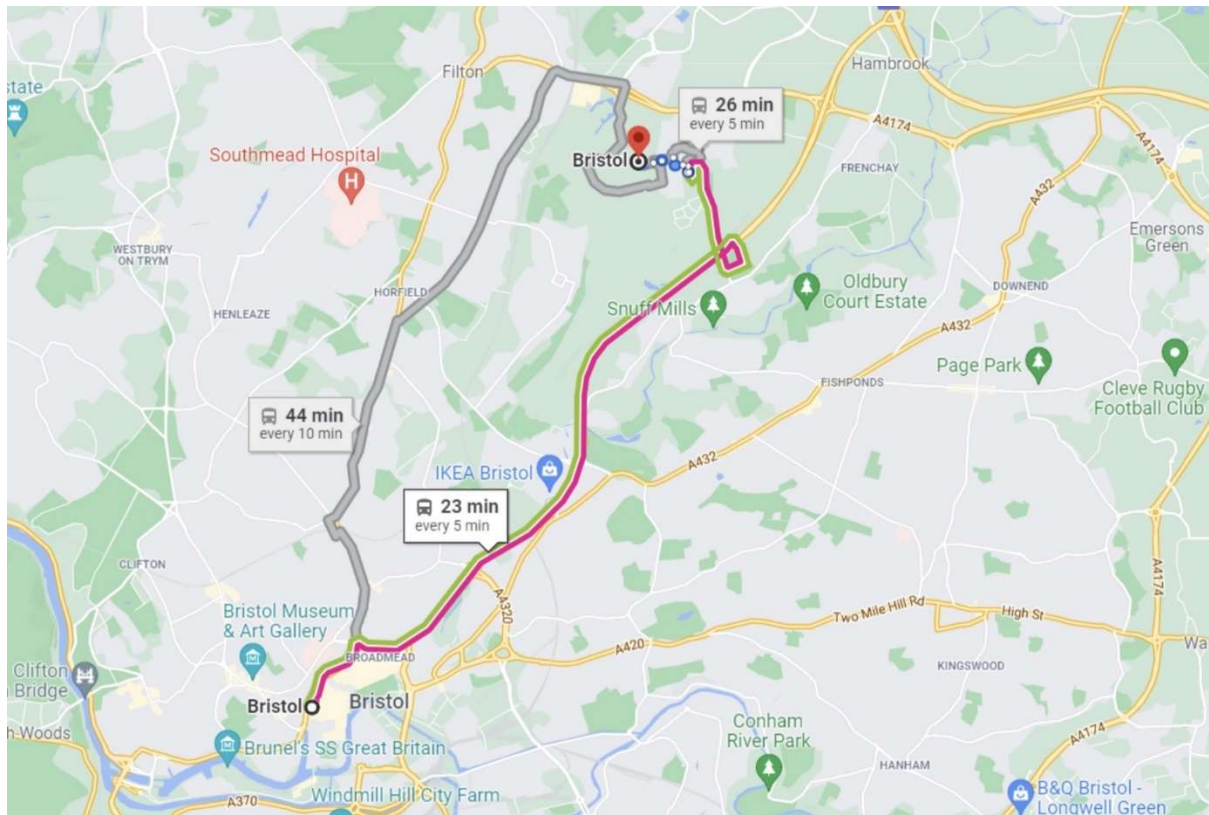 Hambrook
Filton
state
26 min
every 5 min
A4174
A4174
Southmead Hospital
H
Bristol
FRENCHAY
A432
Emersons
Green
WESTBURY
ON TRYM
HENLEAZE
HORFIELD
Oldbury
Court Estate
DOWNEND
Snuff Mills
A432
Page Park
FISHPONDS
Cleve Rugby
Football Club
44 min
every 10 min
IKEA Bristol
A432
23 min
every 5 min
CLIFTON
A4320
A4174
Two Mile Hill Rd
High St
Bristol Museum
& Art Gallery
A420
BROADMEAD
Wa
KINGSWOOD
Clifton
n Bridge
Bristol
Bristol
h Woods
Conham
River Park
A4174
Brunel's SS Great Britain
HANHAM
A370
Windmill Hill City Farm
B&Q Bristol -
Longwell Green